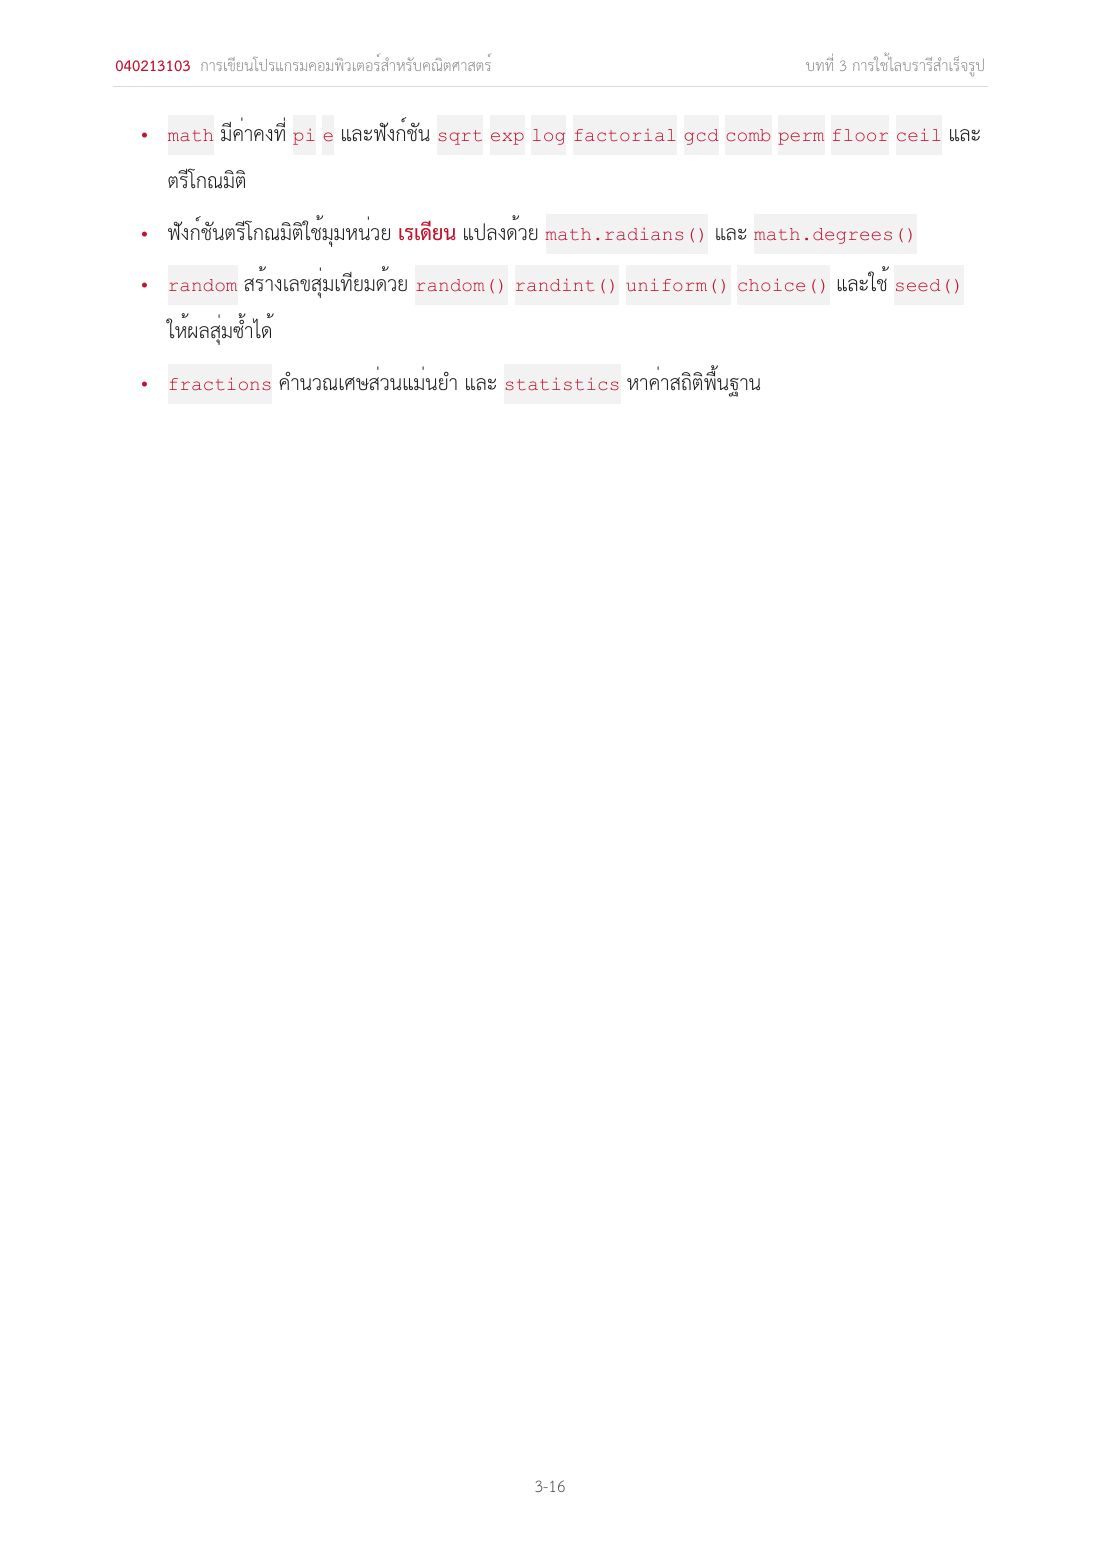 040213103 การเขียนโปรแกรมคอมพิวเตอร์สำหรับคณิตศาสตร์ บทที่ 3 การใช้ไลบรารีสำเร็จรูป
• math มีค่าคงที่ pi e และฟังก์ชัน sqrt exp log factorial gcd comb perm floor ceil และ
ตรีโกณมิติ
• ฟังก์ชันตรีโกณมิติใช้มุมหน่วย เรเดียน แปลงด้วย math.radians() และ math.degrees()
• random สร้างเลขสุ่มเทียมด้วย random() randint() uniform() choice() และใช้ seed()
ให้ผลสุ่มซ้ำได้
• fractions คำนวณเศษส่วนแม่นยำ และ statistics หาค่าสถิติพื้นฐาน
3-16